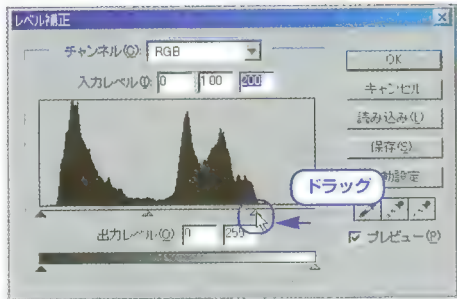 レベル補正
チャンネル(C): RGB
入力レベル(I): 0 1.00 200
OK
キャンセル
読み込み(L)
保存(S)
動設定
ドラッグ
出力レベル(O): 0 255
プレビュー(P)